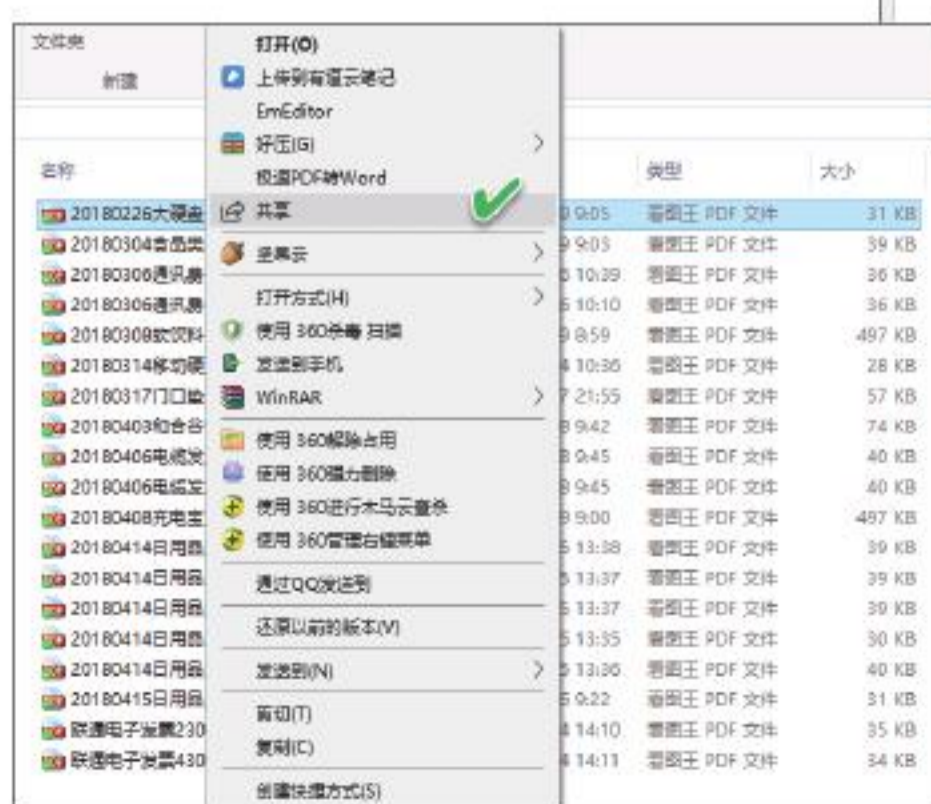 文件夹
新建
名称
类型
大小
打开(O)
上传到有道云笔记
EmEditor
好压(G)
极速PDF转Word
共享
坚果云
打开方式(H)
使用 360杀毒 扫描
发送到手机
WinRAR
使用 360解除占用
使用 360强力删除
使用 360进行木马云查杀
使用 360管理右键菜单
通过QQ发送到
还原以前的版本(V)
发送到(N)
剪切(T)
复制(C)
创建快捷方式(S)
20180226大硬盘 9:05 看图王 PDF 文件 31 KB
20180304食品类 9 9:03 看图王 PDF 文件 39 KB
20180306通讯费 10:39 看图王 PDF 文件 36 KB
20180306通讯费 10:10 看图王 PDF 文件 36 KB
20180308软饮料 8:59 看图王 PDF 文件 497 KB
20180314移动硬 4 10:36 看图王 PDF 文件 28 KB
20180317门口垫 7 21:55 看图王 PDF 文件 57 KB
20180403和合谷 9:42 看图王 PDF 文件 74 KB
20180406电缆发 9:45 看图王 PDF 文件 40 KB
20180406电缆发 9:45 看图王 PDF 文件 40 KB
20180408充电宝 9:00 看图王 PDF 文件 497 KB
20180414日用品 13:38 看图王 PDF 文件 39 KB
20180414日用品 13:37 看图王 PDF 文件 39 KB
20180414日用品 13:37 看图王 PDF 文件 39 KB
20180414日用品 13:35 看图王 PDF 文件 30 KB
20180414日用品 13:36 看图王 PDF 文件 40 KB
20180415日用品 9:22 看图王 PDF 文件 31 KB
联通电子发票230 4 14:10 看图王 PDF 文件 35 KB
联通电子发票430 4 14:11 看图王 PDF 文件 34 KB